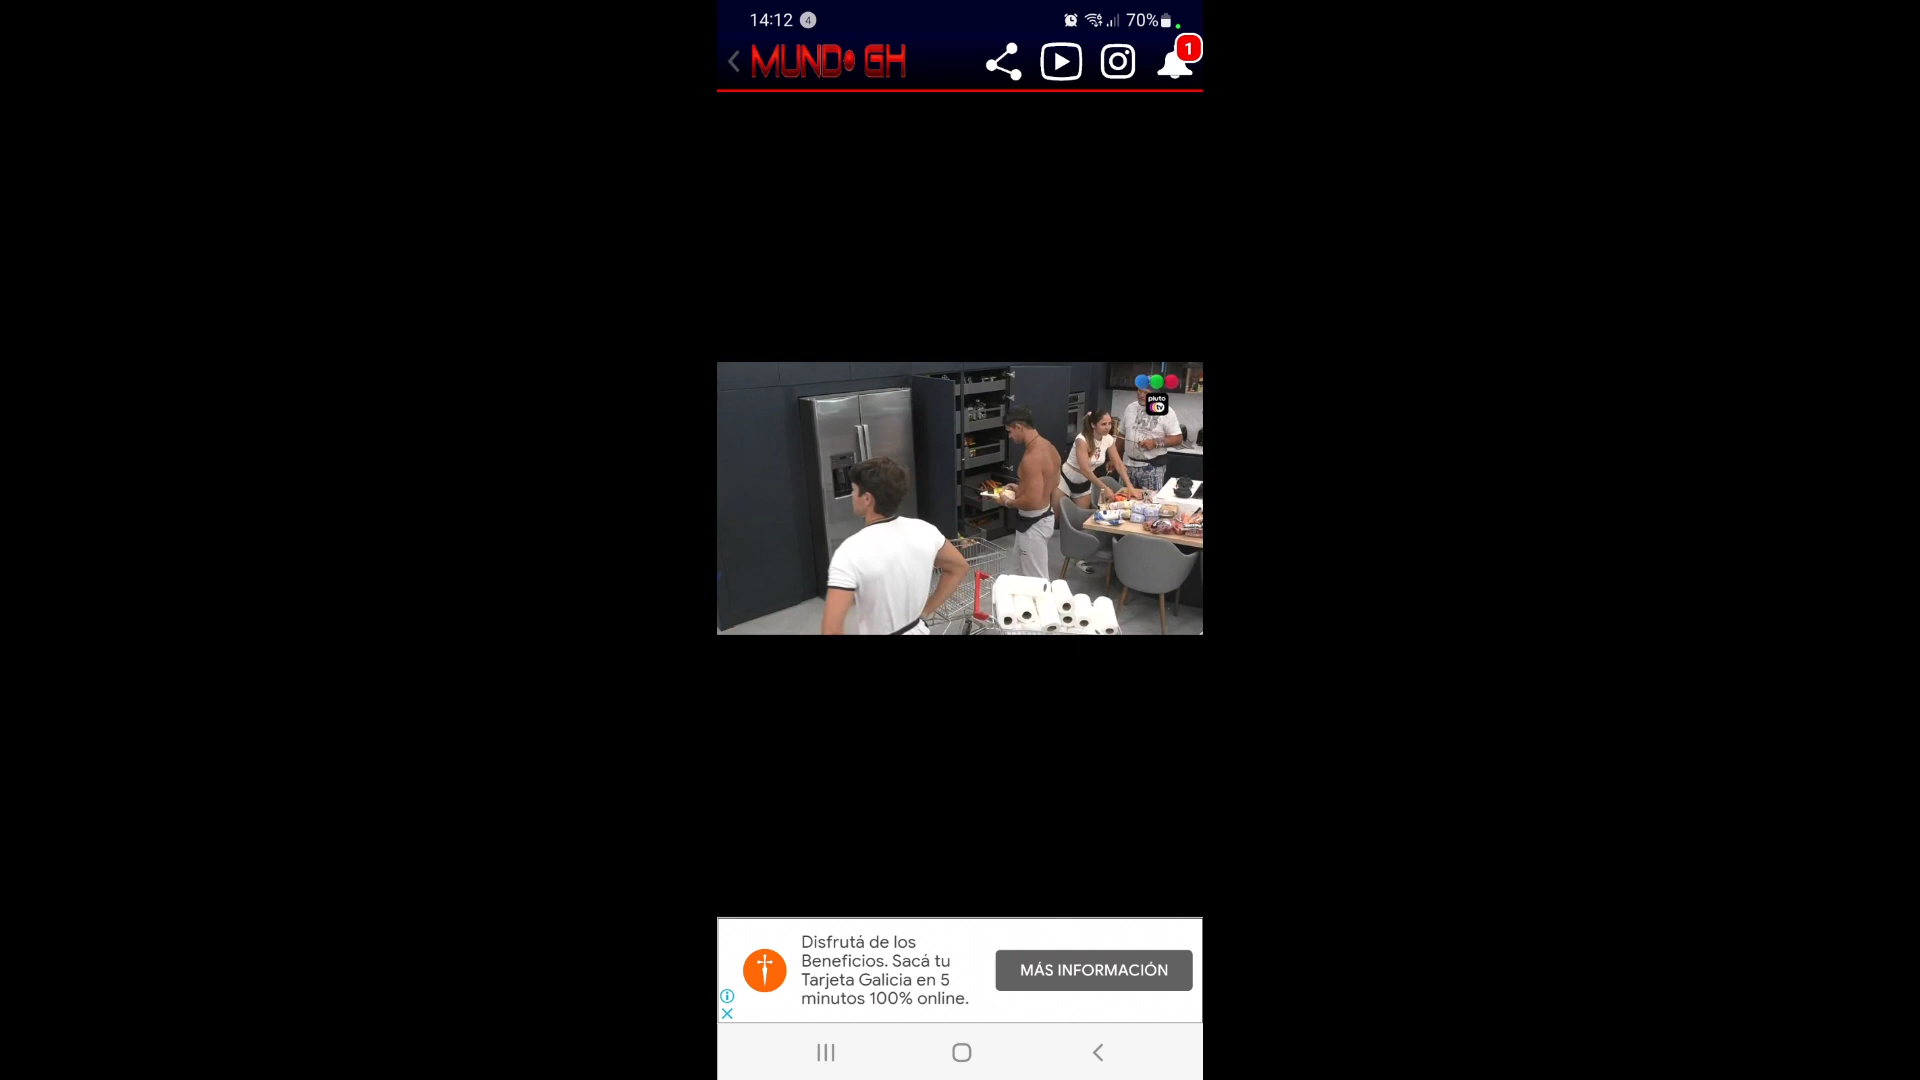 14:12 4
70%
MUNDO GH
1
pluto
tv
Disfrutá de los
Beneficios. Sacá tu
Tarjeta Galicia en 5
minutos 100% online.
MÁS INFORMACIÓN